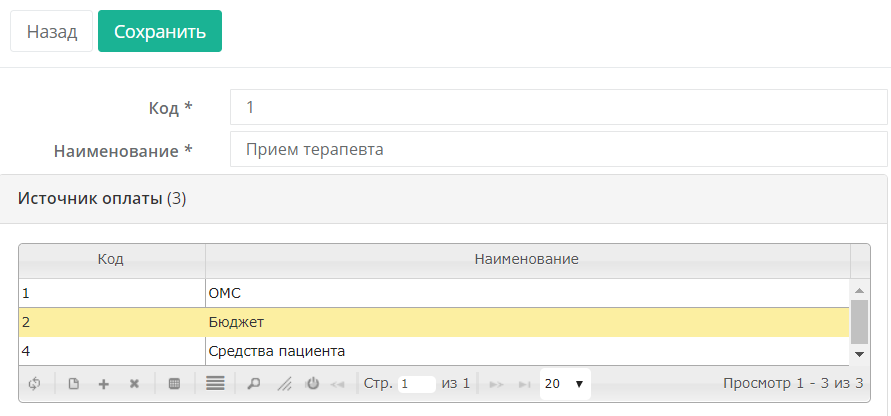 Назад Сохранить
Код * 1
Наименование * Прием терапевта
Источник оплаты (3)
Код Наименование
1 ОМС
2 Бюджет
4 Средства пациента
Стр. 1 из 1 20 Просмотр 1 - 3 из 3